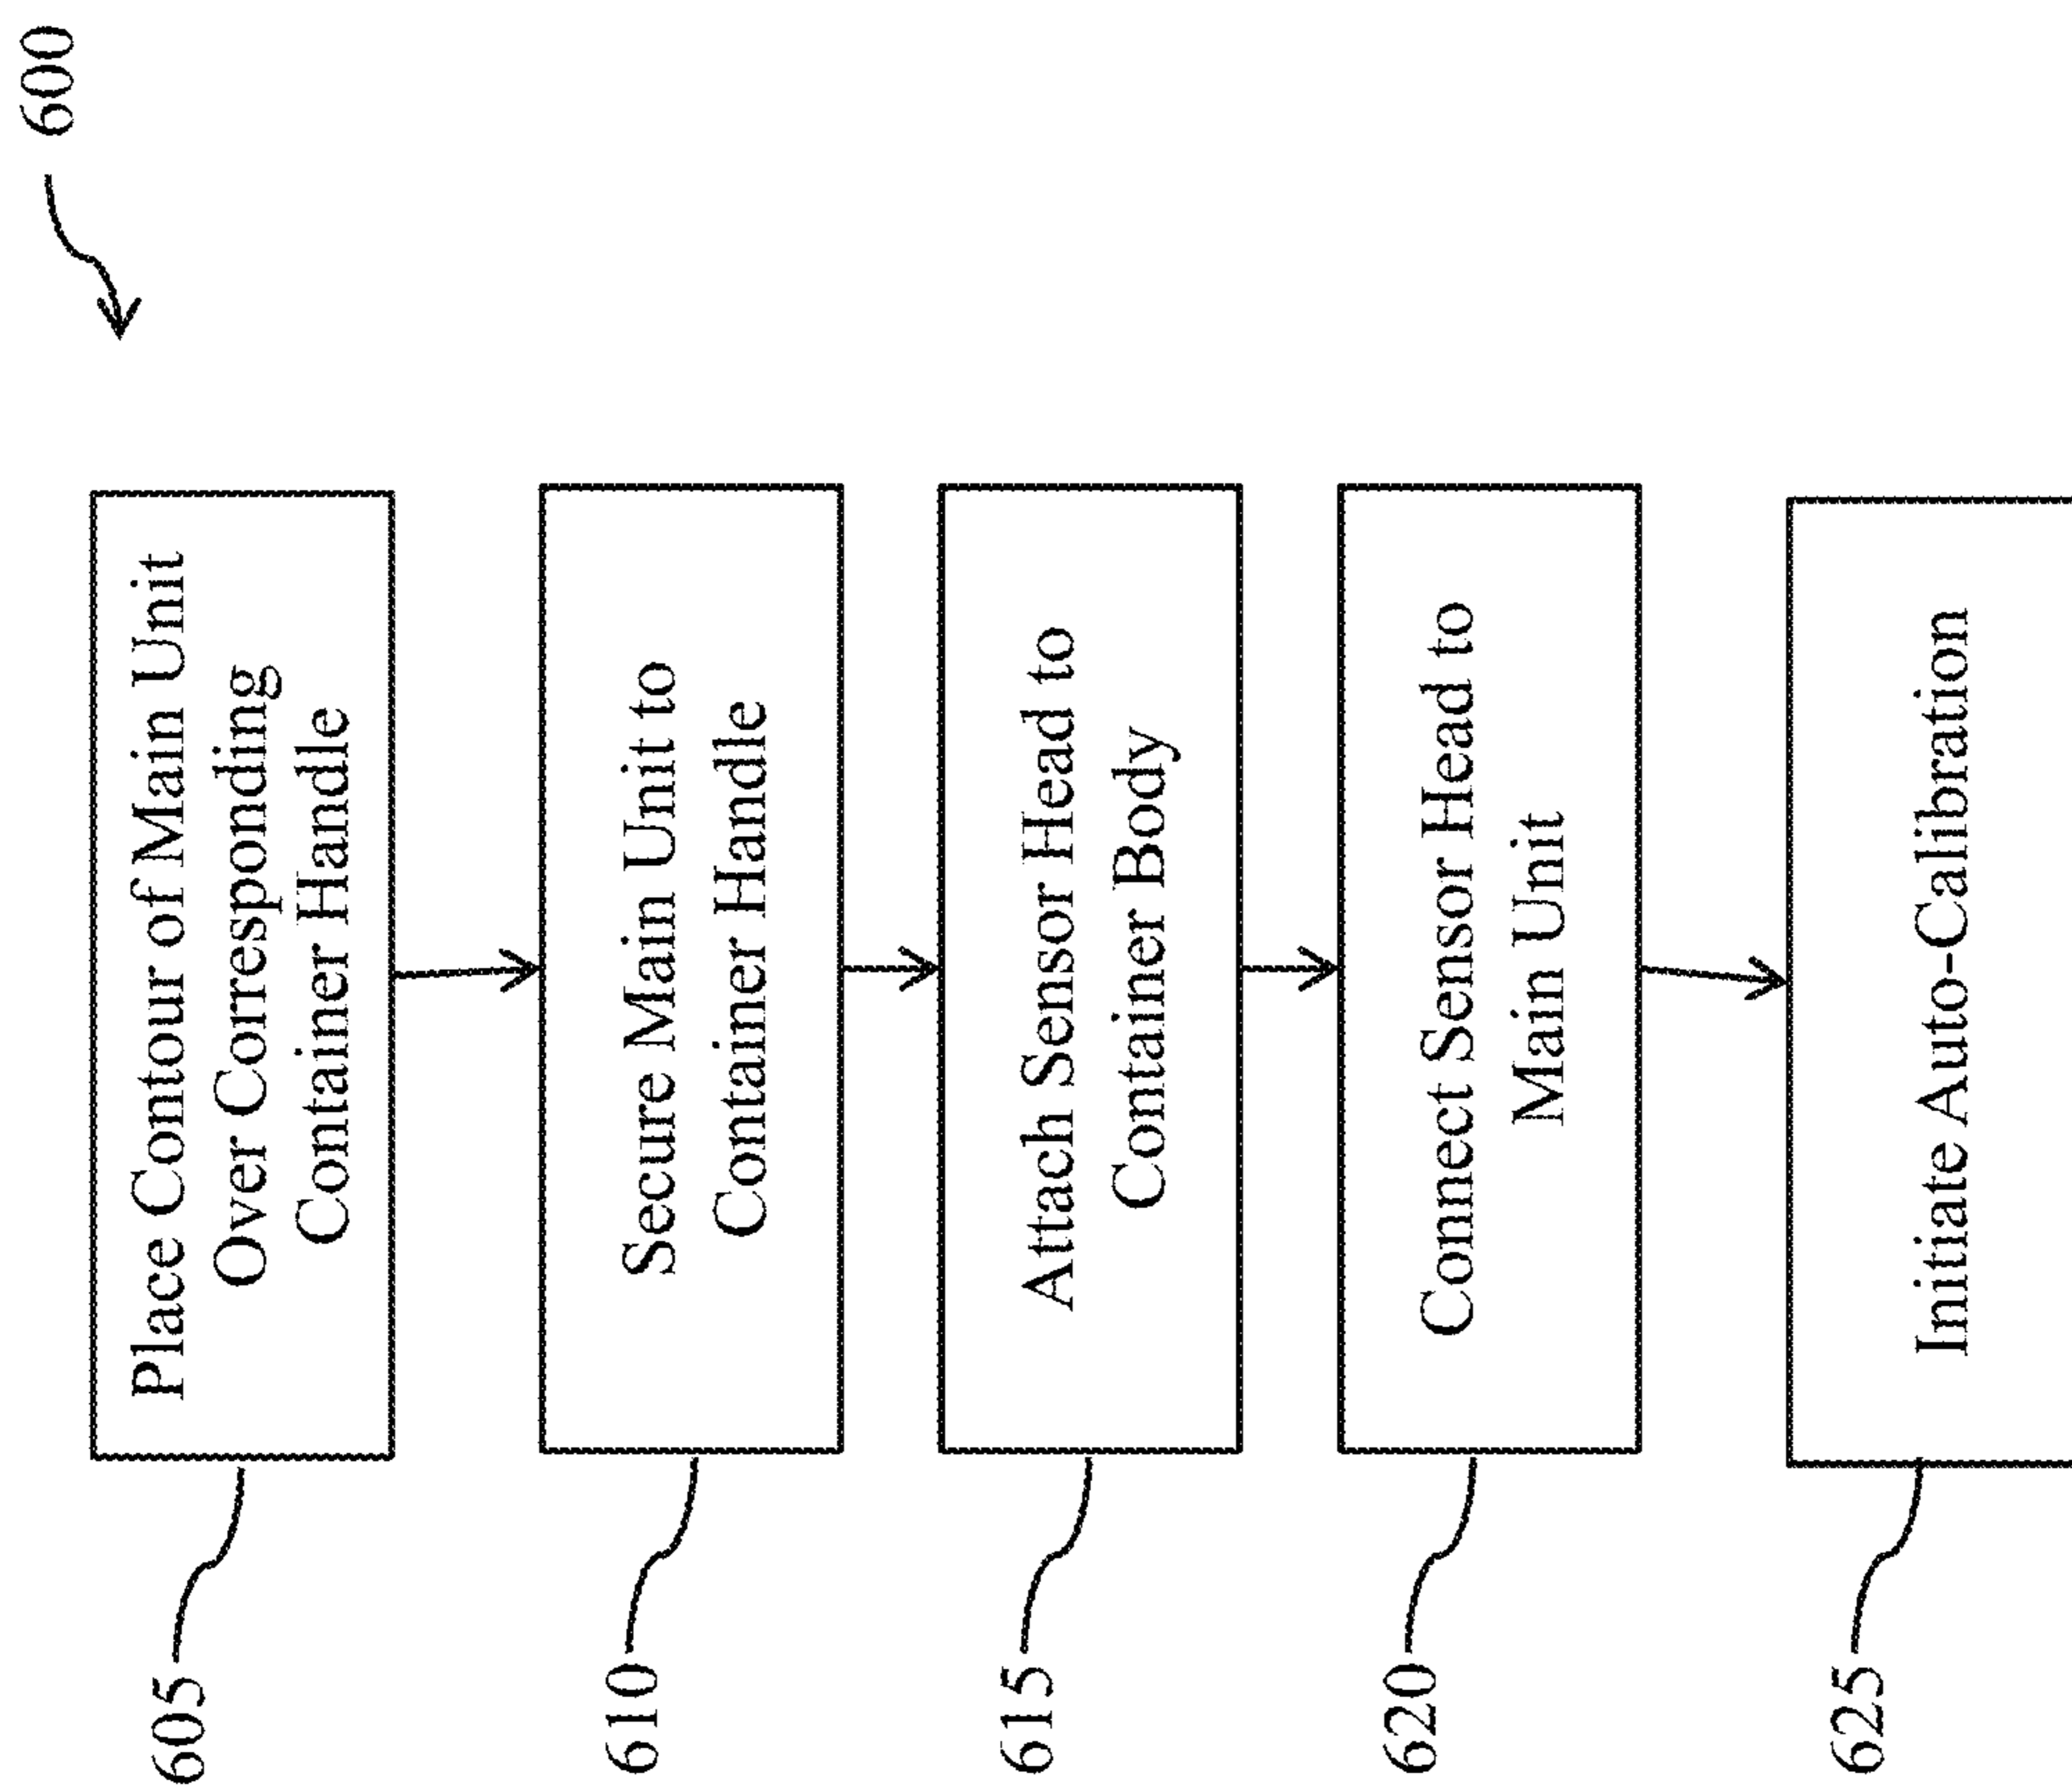 600
605
Place Contour of Main Unit
Over Corresponding
Container Handle
610
Secure Main Unit to
Container Handle
615
Attach Sensor Head to
Container Body
620
Connect Sensor Head to
Main Unit
625
Initiate Auto-Calibration